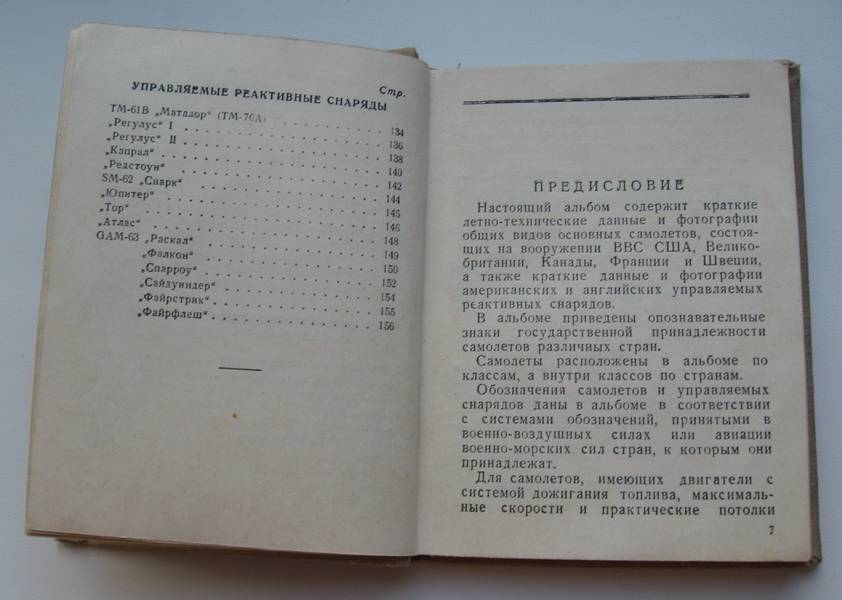 Стр.
УПРАВЛЯЕМЫЕ РЕАКТИВНЫЕ СНАРЯДЫ
ТМ-61В „Матадор“ (ТМ-76А) . . . . . . . . . 134
„Регулус“ I . . . . . . . . . . . . . . . 136
„Регулус“ II . . . . . . . . . . . . . . . 138
„Капрал“ . . . . . . . . . . . . . . . 140
„Редстоун“ . . . . . . . . . . . . . . . 142
SM-62 „Снарк“ . . . . . . . . . . . . . . . 144
„Юпитер“ . . . . . . . . . . . . . . . 145
„Тор“ . . . . . . . . . . . . . . . 146
„Атлас“ . . . . . . . . . . . . . . . 148
GAM-63 „Раскал“ . . . . . . . . . . . . . 149
„Фалкон“ . . . . . . . . . . . . . 150
„Спарроу“ . . . . . . . . . . . . . 152
„Сайдуиндер“ . . . . . . . . . . . . . 154
„Файрстрик“ . . . . . . . . . . . . . 155
„Файрфлеш“ . . . . . . . . . . . . . 156
ПРЕДИСЛОВИЕ
Настоящий альбом содержит краткие
летно-технические данные и фотографии
общих видов основных самолетов, состоя-
щих на вооружении ВВС США, Велико-
британии, Канады, Франции и Швеции,
а также краткие данные и фотографии
американских и английских управляемых
реактивных снарядов.
В альбоме приведены опознавательные
знаки государственной принадлежности
самолетов различных стран.
Самолеты расположены в альбоме по
классам, а внутри классов по странам.
Обозначения самолетов и управляемых
снарядов даны в альбоме в соответствии
с системами обозначений, принятыми в
военно-воздушных силах или авиации
военно-морских сил стран, к которым они
принадлежат.
Для самолетов, имеющих двигатели с
системой дожигания топлива, максималь-
ные скорости и практические потолки
7